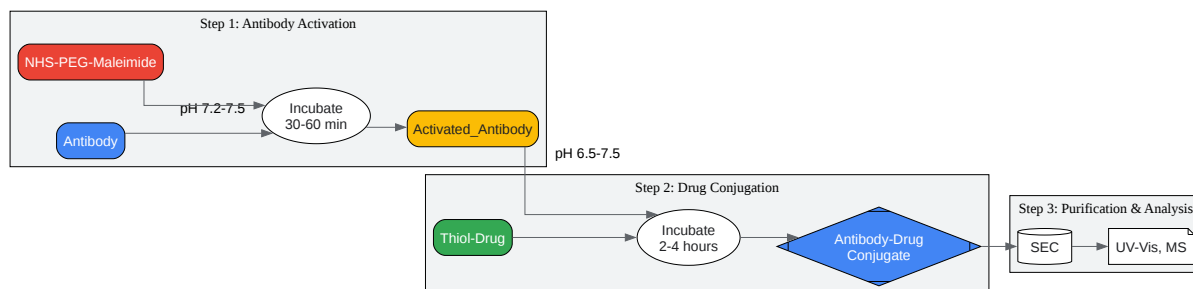 Step 1: Antibody Activation
NHS-PEG-Maleimide
pH 7.2-7.5
Incubate
30-60 min
Antibody
Activated_Antibody
pH 6.5-7.5
Step 2: Drug Conjugation
Thiol-Drug
Incubate
2-4 hours
Antibody-Drug
Conjugate
Step 3: Purification & Analysis
SEC
UV-Vis, MS